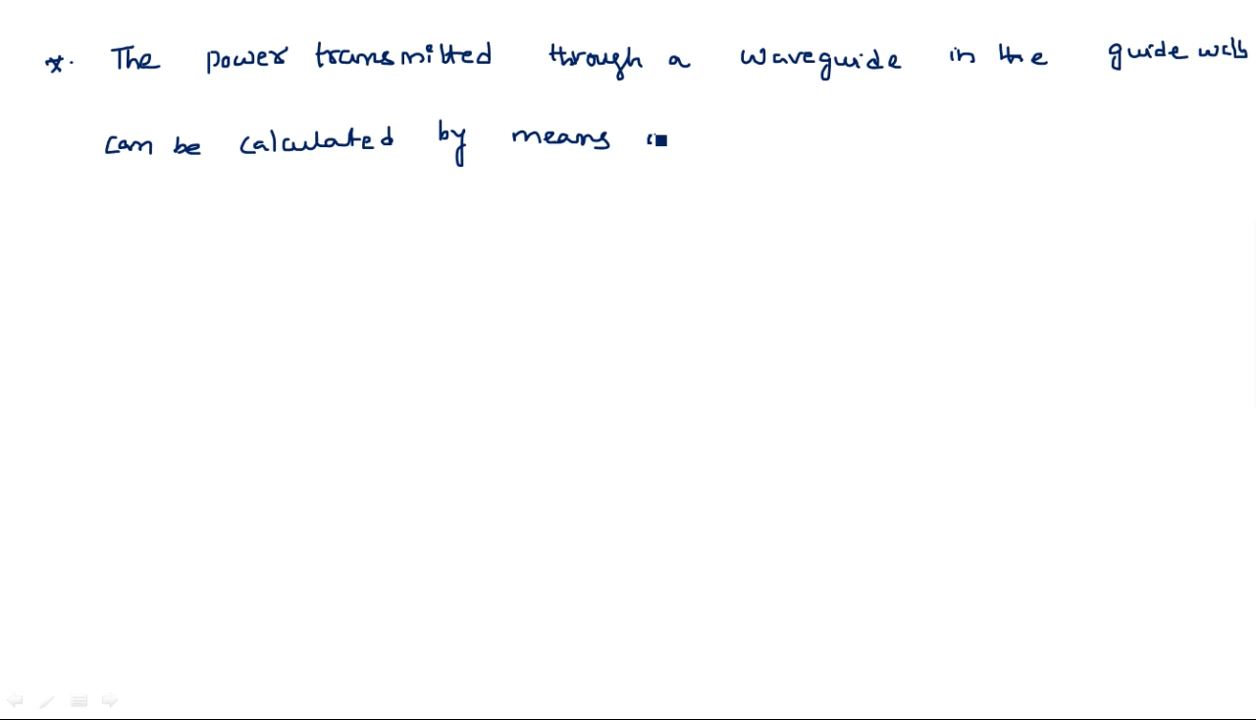 *. The power transmitted through a waveguide in the guide walls
can be calculated by means